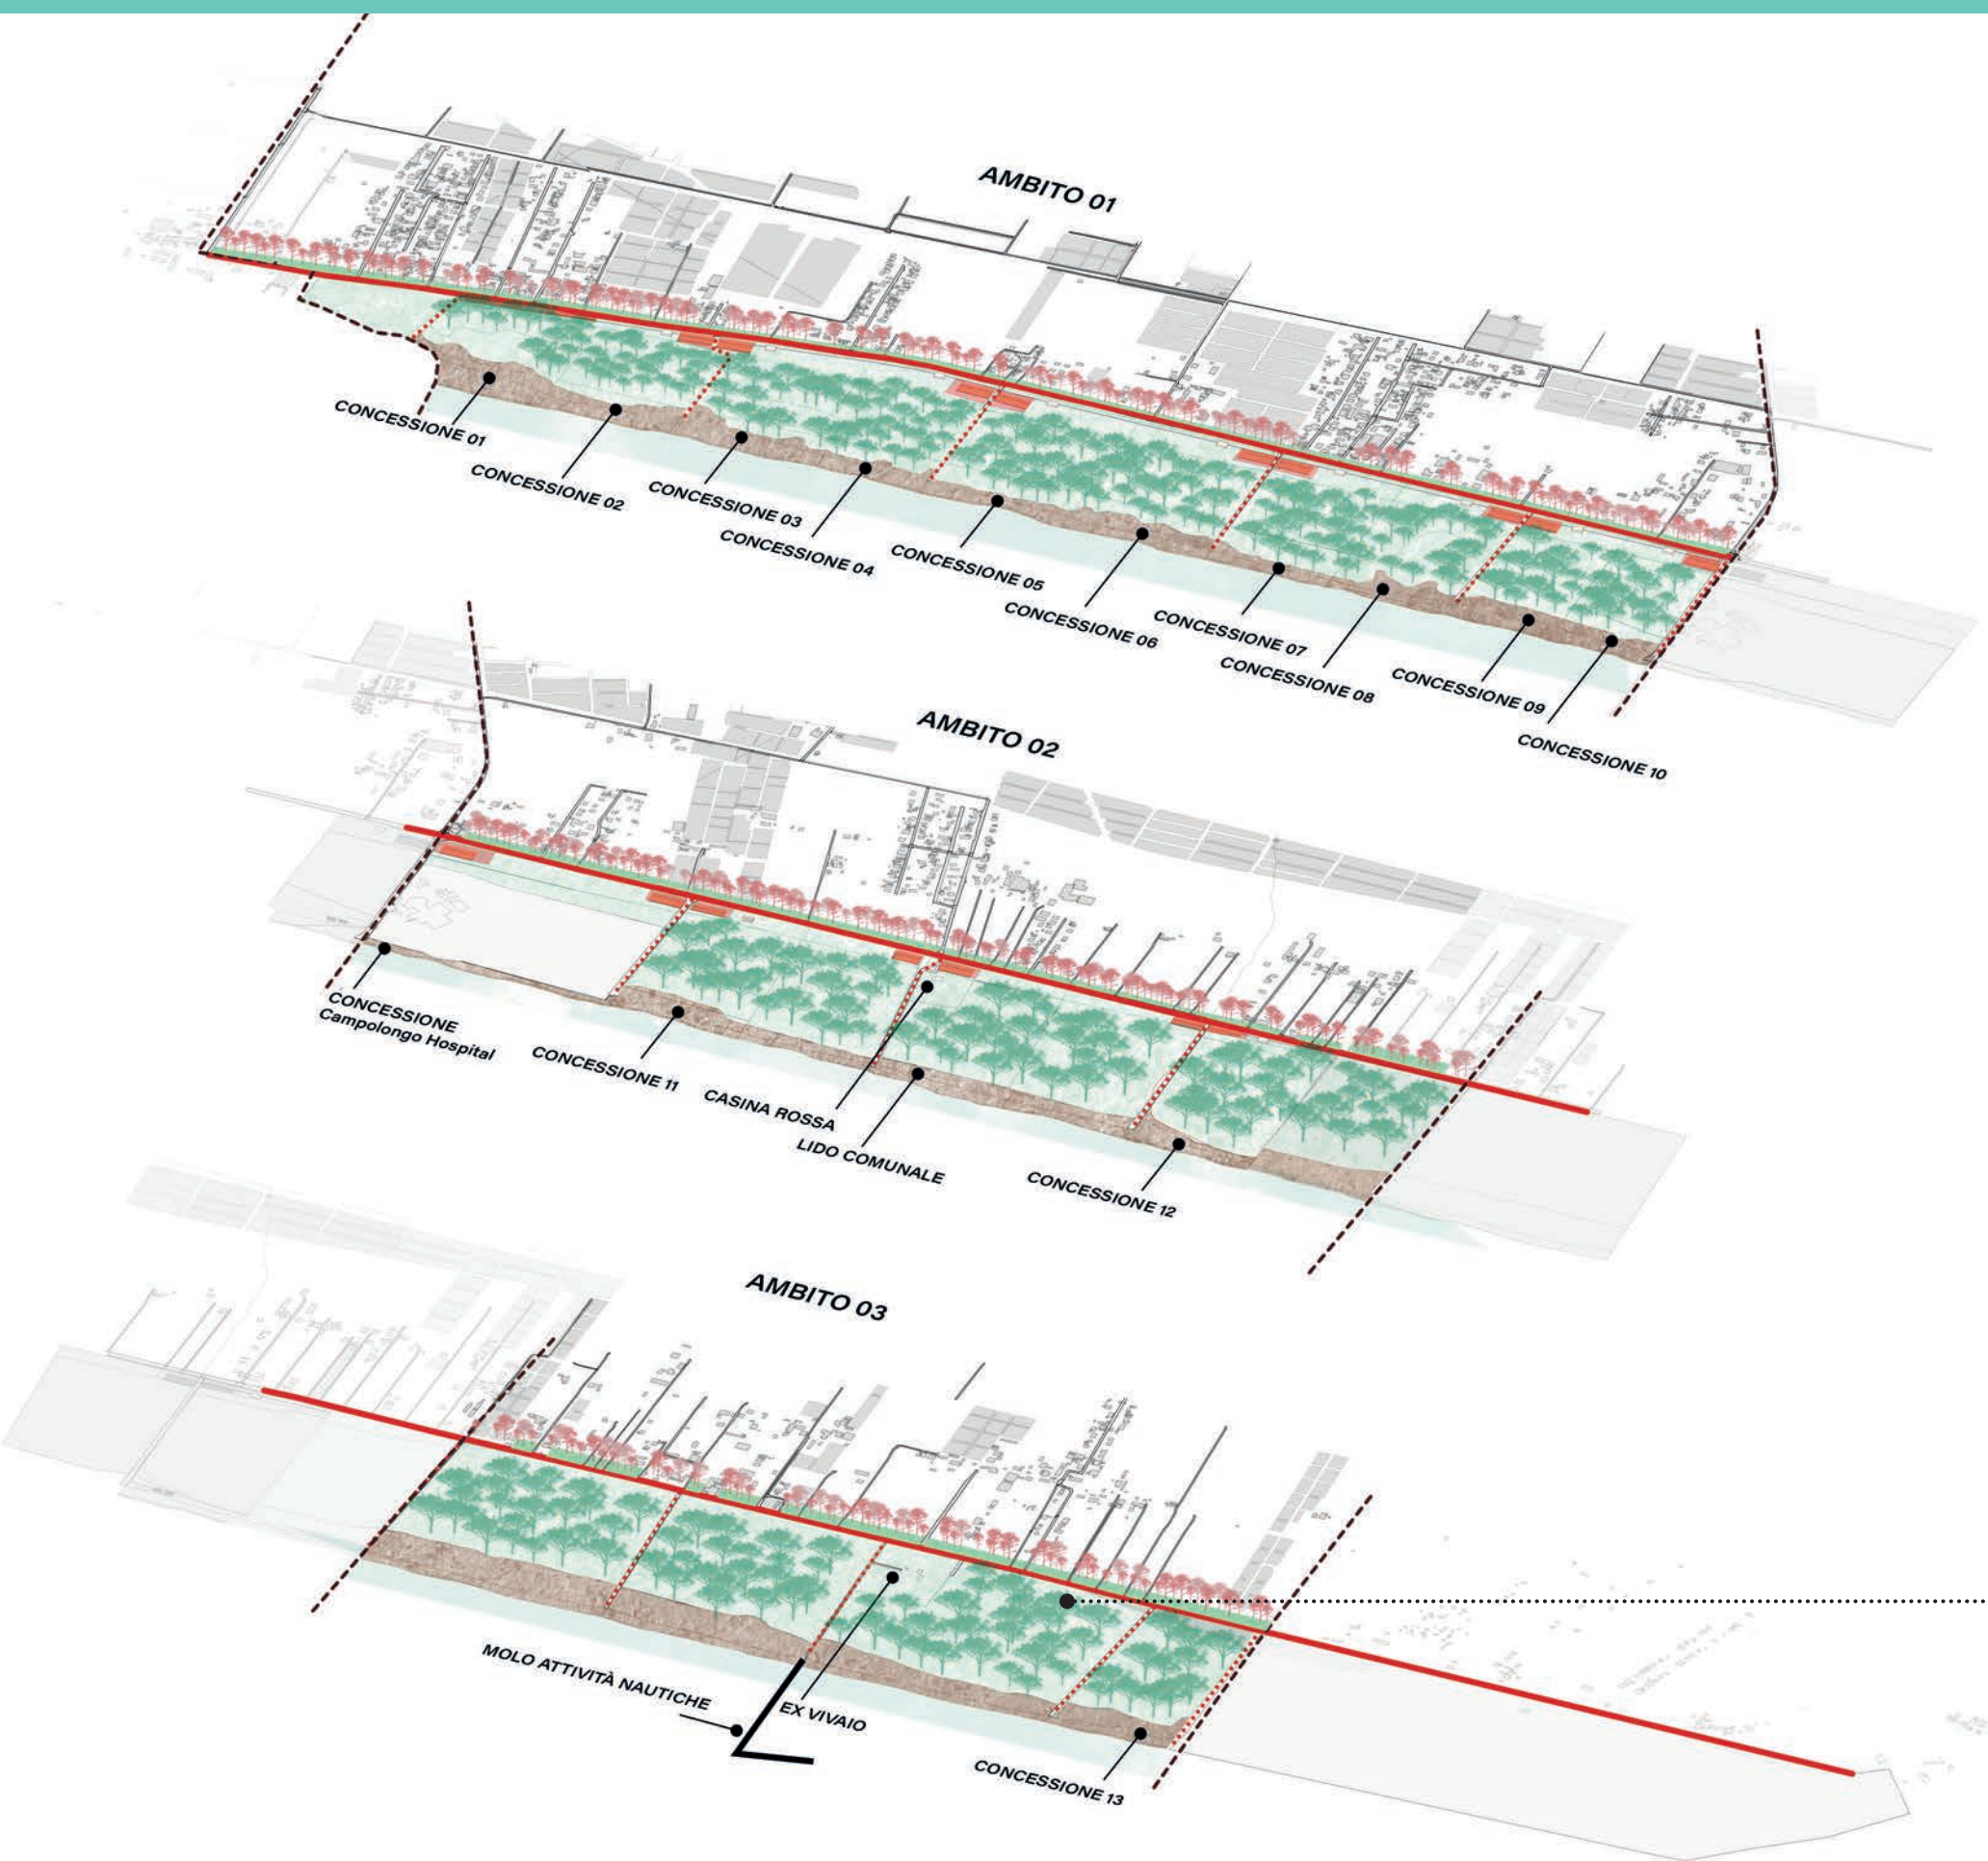 AMBITO 01
CONCESSIONE 01
CONCESSIONE 02
CONCESSIONE 03
CONCESSIONE 04
CONCESSIONE 05
CONCESSIONE 06
CONCESSIONE 07
CONCESSIONE 08
CONCESSIONE 09
CONCESSIONE 10
AMBITO 02
CONCESSIONE
Campolongo Hospital
CONCESSIONE 11
CASINA ROSSA
LIDO COMUNALE
CONCESSIONE 12
AMBITO 03
MOLO ATTIVITÀ NAUTICHE
EX VIVAIO
CONCESSIONE 13